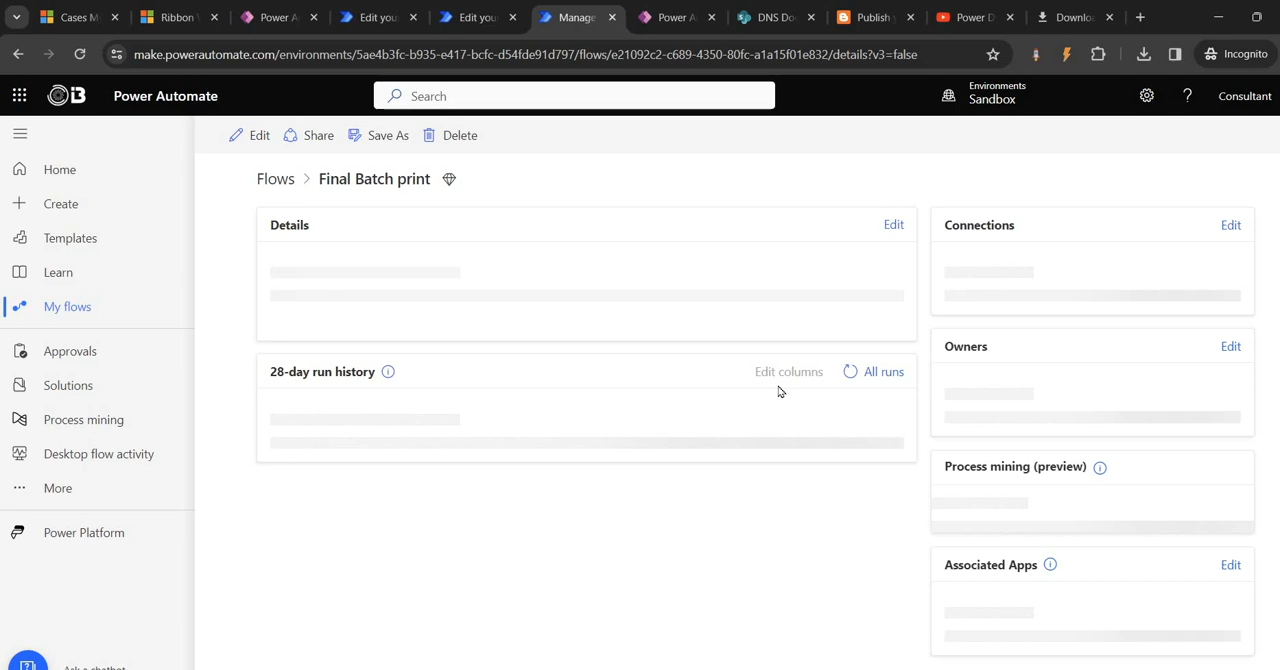 Cases M
Ribbon
Power A
Edit you
Edit you
Manage
Power A
DNS Do
Publish
Power D
Downlo
make.powerautomate.com/environments/5ae4b3fc-b935-e417-bcfc-d54fde91d797/flows/e21092c2-c689-4350-80fc-a1a15f01e832/details?v3=false
Incognito
Power Automate
Search
Environments
Sandbox
?
Consultant
Edit
Share
Save As
Delete
Home
Create
Templates
Learn
My flows
Approvals
Solutions
Process mining
Desktop flow activity
More
Power Platform
Ask a chatbot
Flows > Final Batch print
Details
Edit
28-day run history
Edit columns
All runs
Connections
Edit
Owners
Edit
Process mining (preview)
Associated Apps
Edit